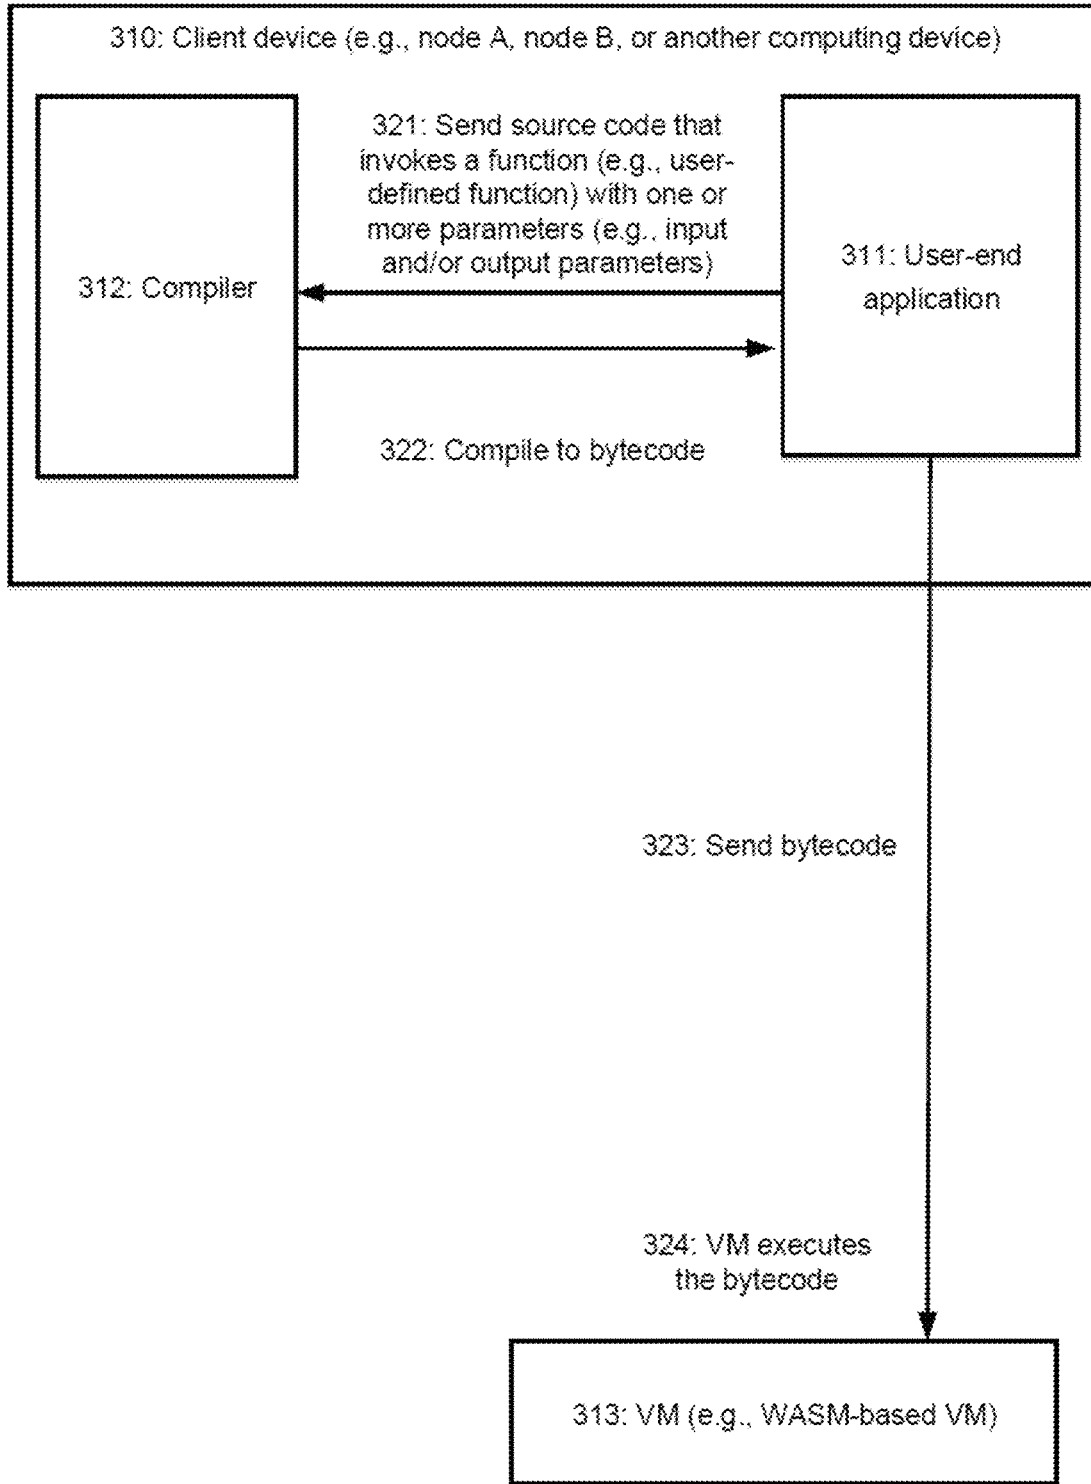 310: Client device (e.g., node A, node B, or another computing device)
321: Send source code that
invokes a function (e.g., user-
defined function) with one or
more parameters (e.g., input
and/or output parameters)
312: Compiler
311: User-end
application
322: Compile to bytecode
323: Send bytecode
324: VM executes
the bytecode
313: VM (e.g., WASM-based VM)